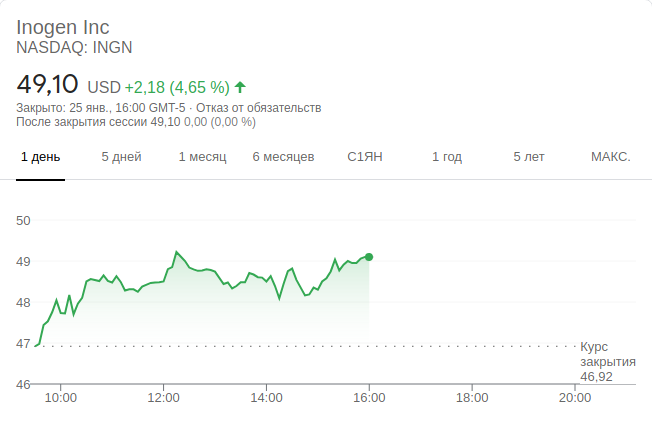 Inogen Inc
NASDAQ: INGN
49,10 USD +2,18 (4,65 %)
Закрыто: 25 янв., 16:00 GMT-5 · Отказ от обязательств
После закрытия сессии 49,10 0,00 (0,00 %)
1 день 5 дней 1 месяц 6 месяцев С1ЯН 1 год 5 лет МАКС.
50
49
48
47
Курс
закрытия
46,92
46
10:00 12:00 14:00 16:00 18:00 20:00